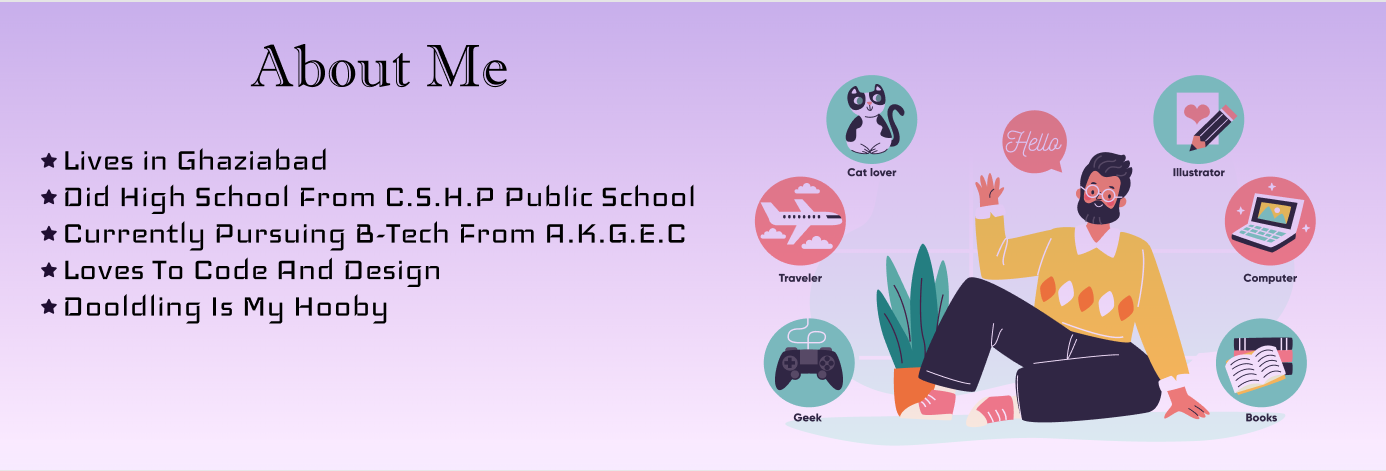 About Me
Lives in Ghaziabad
Did High School From C.S.H.P Public School
Currently Pursuing B-Tech From A.K.G.E.C
Loves To Code And Design
Dooldling Is My Hooby
Hello
Cat lover
Illustrator
Traveler
Computer
Geek
Books